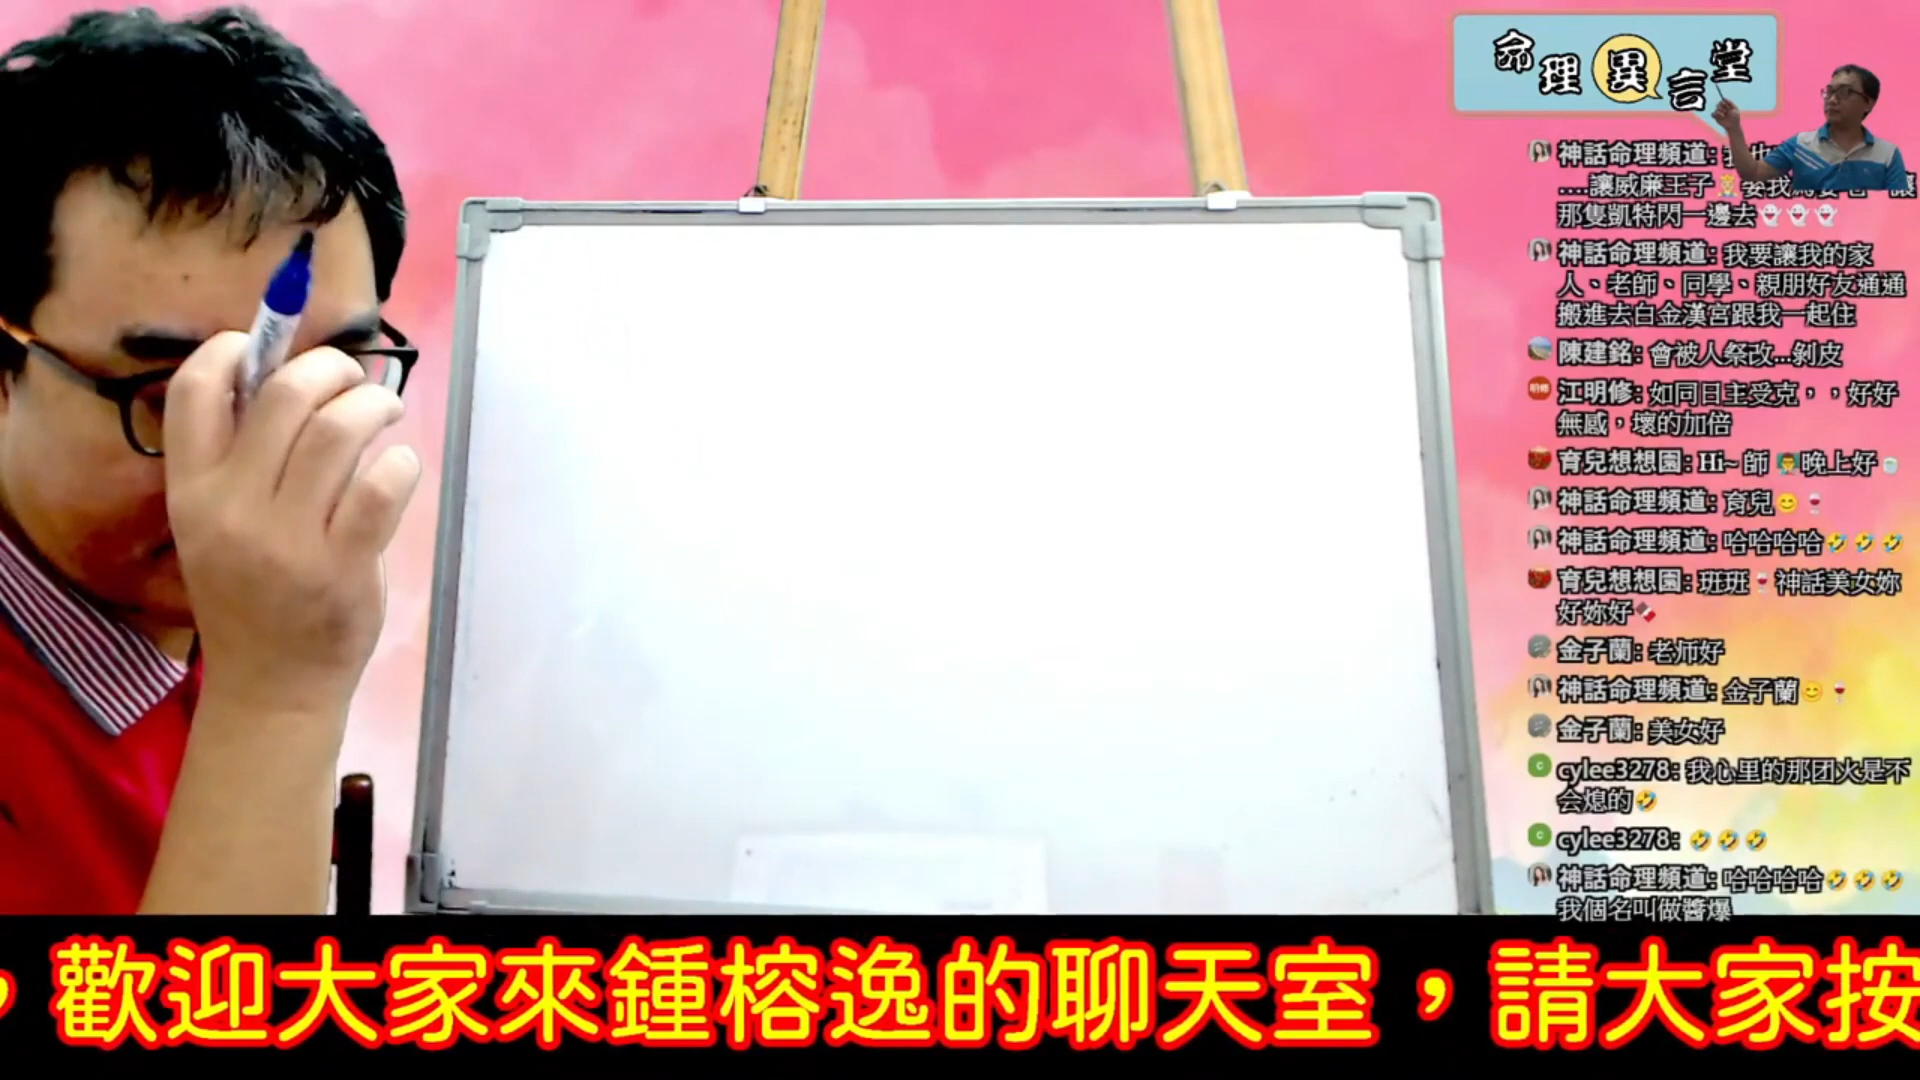 命理異言堂
神話命理頻道:
....讓威廉王子
那隻凱特閃一邊去
神話命理頻道: 我要讓我的家
人、老師、同學、親朋好友通通
搬進去白金漢宮跟我一起住
陳建銘: 會被人祭改...剝皮
江明修: 如同日主受克，，好好
無感，壞的加倍
育兒想想園: Hi~ 師 晚上好
神話命理頻道: 育兒😊🍷
神話命理頻道: 哈哈哈哈🤣🤣🤣
育兒想想園: 班班🍷神話美女妳
好妳好🍫
金子蘭: 老师好
神話命理頻道: 金子蘭😊🍷
金子蘭: 美女好
cylee3278: 我心里的那团火是不
会熄的🤣
cylee3278: 🤣🤣🤣
神話命理頻道: 哈哈哈哈🤣🤣🤣
我個名叫做醬爆
，歡迎大家來鍾榕逸的聊天室，請大家按